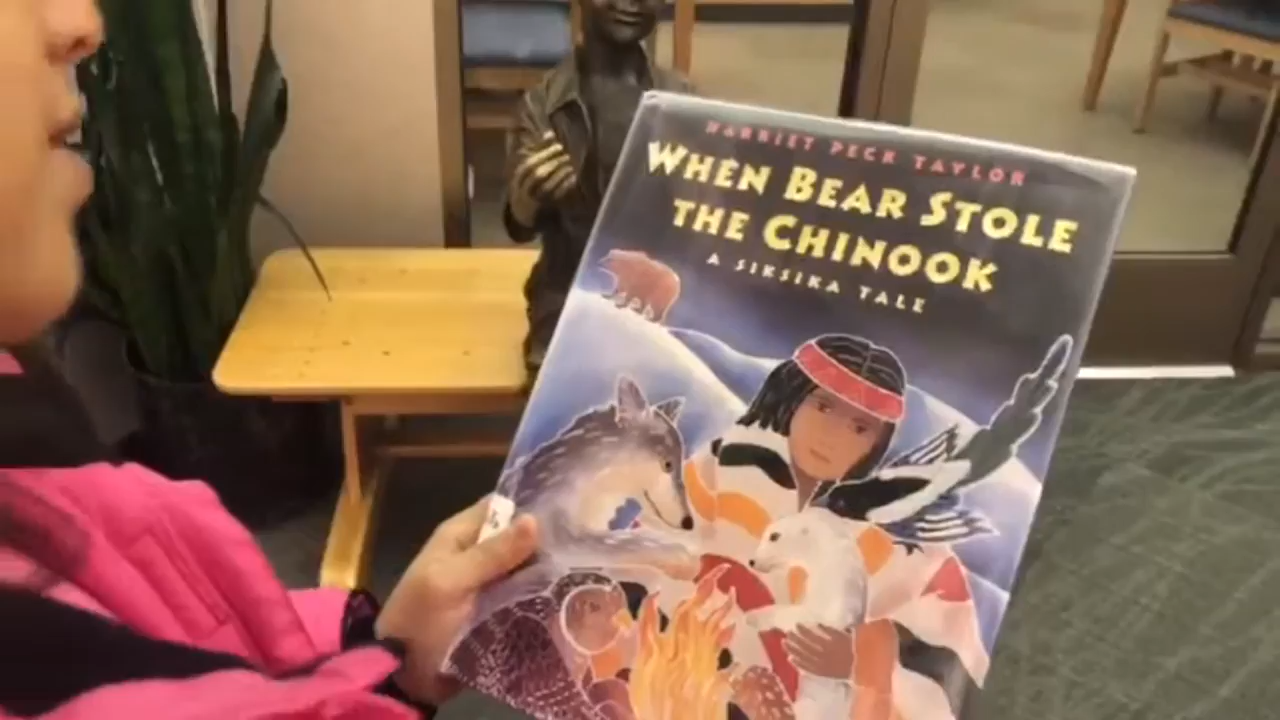 HARRIET PECK TAYLOR
WHEN BEAR STOLE
THE CHINOOK
A SIKSIKA TALE